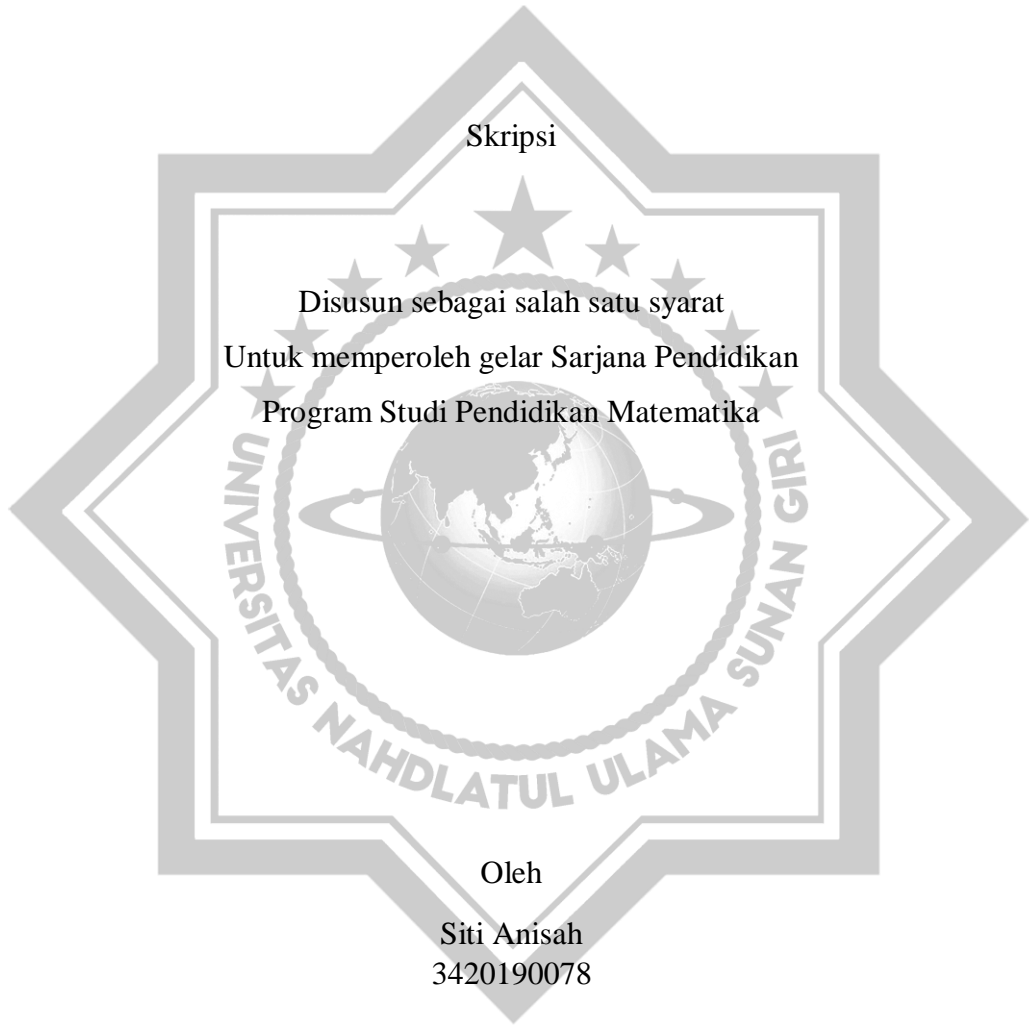 Skripsi
Disusun sebagai salah satu syarat
Untuk memperoleh gelar Sarjana Pendidikan
Program Studi Pendidikan Matematika
UNIVERSITAS NAHDLATUL ULAMA SUNAN GIRI
Oleh
Siti Anisah
3420190078